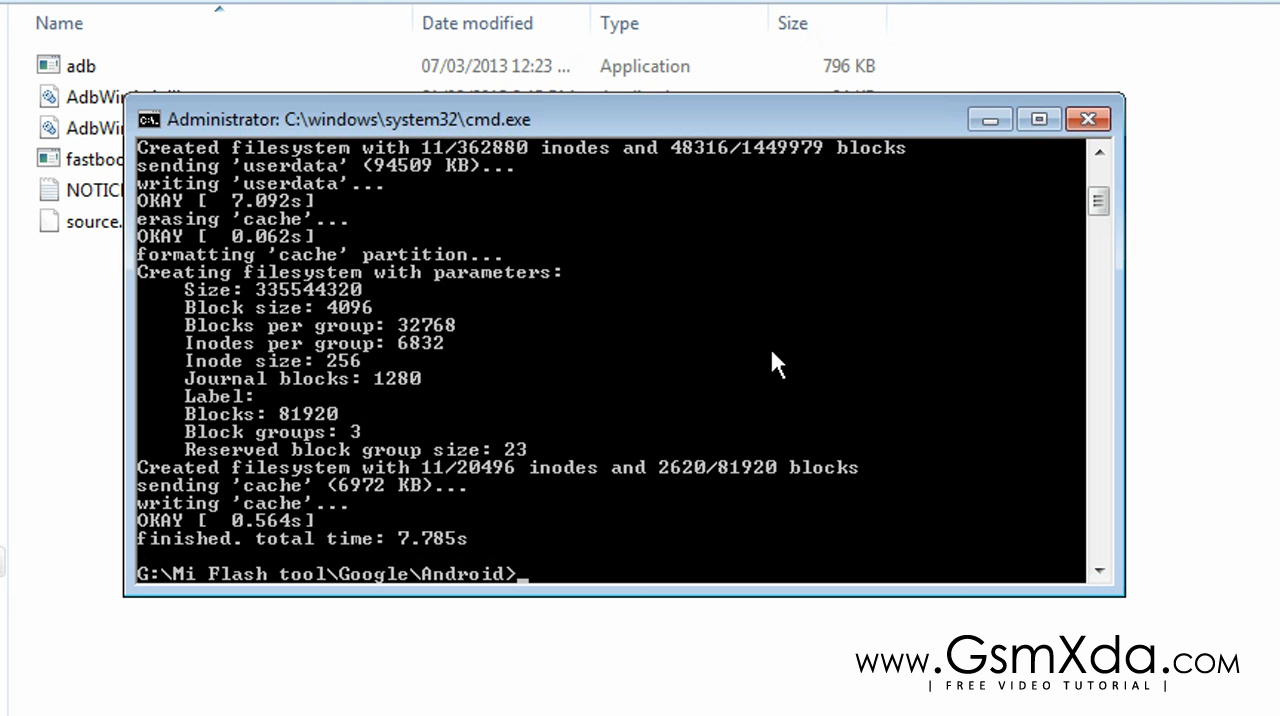 Name Date modified Type Size
adb 07/03/2013 12:23 ... Application 796 KB
AdbWin
AdbWin
fastboo
NOTIC
source.
Administrator: C:\windows\system32\cmd.exe
Created filesystem with 11/362880 inodes and 48316/1449979 blocks
sending 'userdata' (94509 KB)...
writing 'userdata'...
OKAY [  7.092s]
erasing 'cache'...
OKAY [  0.062s]
formatting 'cache' partition...
Creating filesystem with parameters:
    Size: 335544320
    Block size: 4096
    Blocks per group: 32768
    Inodes per group: 6832
    Inode size: 256
    Journal blocks: 1280
    Label:
    Blocks: 81920
    Block groups: 3
    Reserved block group size: 23
Created filesystem with 11/20496 inodes and 2620/81920 blocks
sending 'cache' (6972 KB)...
writing 'cache'...
OKAY [  0.564s]
finished. total time: 7.785s
G:\Mi Flash tool\Google\Android>_
www.GsmXda.com
| FREE VIDEO TUTORIAL |